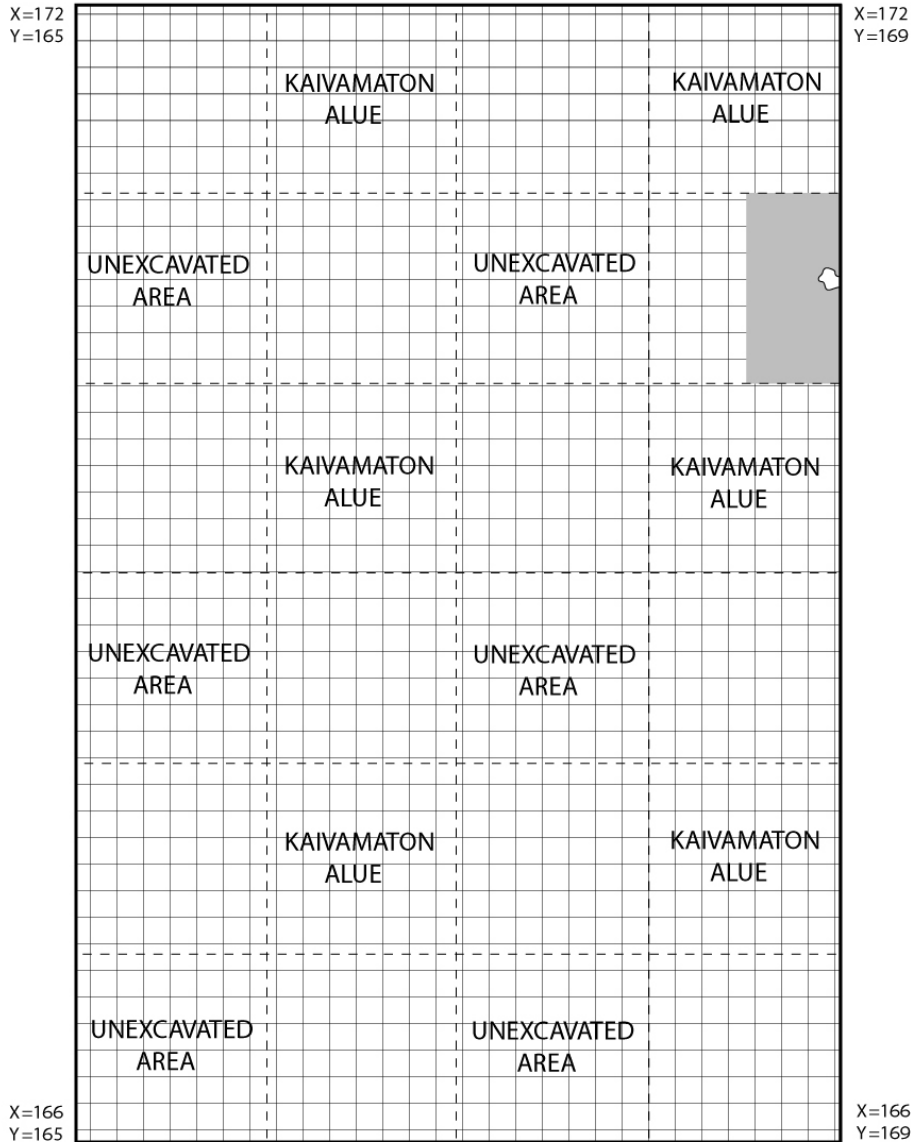 X=172
Y=165
X=172
Y=169
KAIVAMATON
ALUE
KAIVAMATON
ALUE
UNEXCAVATED
AREA
UNEXCAVATED
AREA
KAIVAMATON
ALUE
KAIVAMATON
ALUE
UNEXCAVATED
AREA
UNEXCAVATED
AREA
KAIVAMATON
ALUE
KAIVAMATON
ALUE
UNEXCAVATED
AREA
UNEXCAVATED
AREA
X=166
Y=165
X=166
Y=169